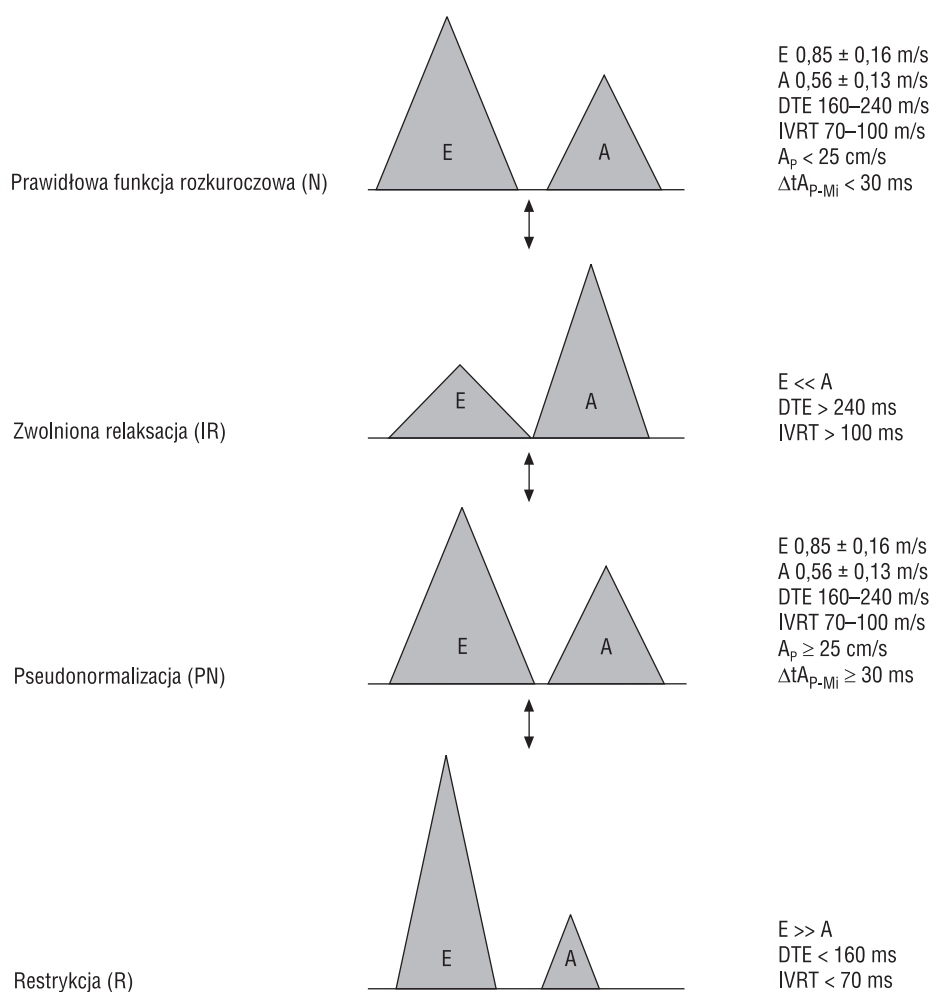 E 0,85 ± 0,16 m/s
A 0,56 ± 0,13 m/s
DTE 160–240 m/s
IVRT 70–100 m/s
A_P < 25 cm/s
ΔtA_P-Mi < 30 ms
E
A
Prawidłowa funkcja rozkuroczowa (N)
E << A
DTE > 240 ms
IVRT > 100 ms
E
A
Zwolniona relaksacja (IR)
E 0,85 ± 0,16 m/s
A 0,56 ± 0,13 m/s
DTE 160–240 m/s
IVRT 70–100 m/s
A_P ≥ 25 cm/s
ΔtA_P-Mi ≥ 30 ms
E
A
Pseudonormalizacja (PN)
E >> A
DTE < 160 ms
IVRT < 70 ms
E
A
Restrykcja (R)